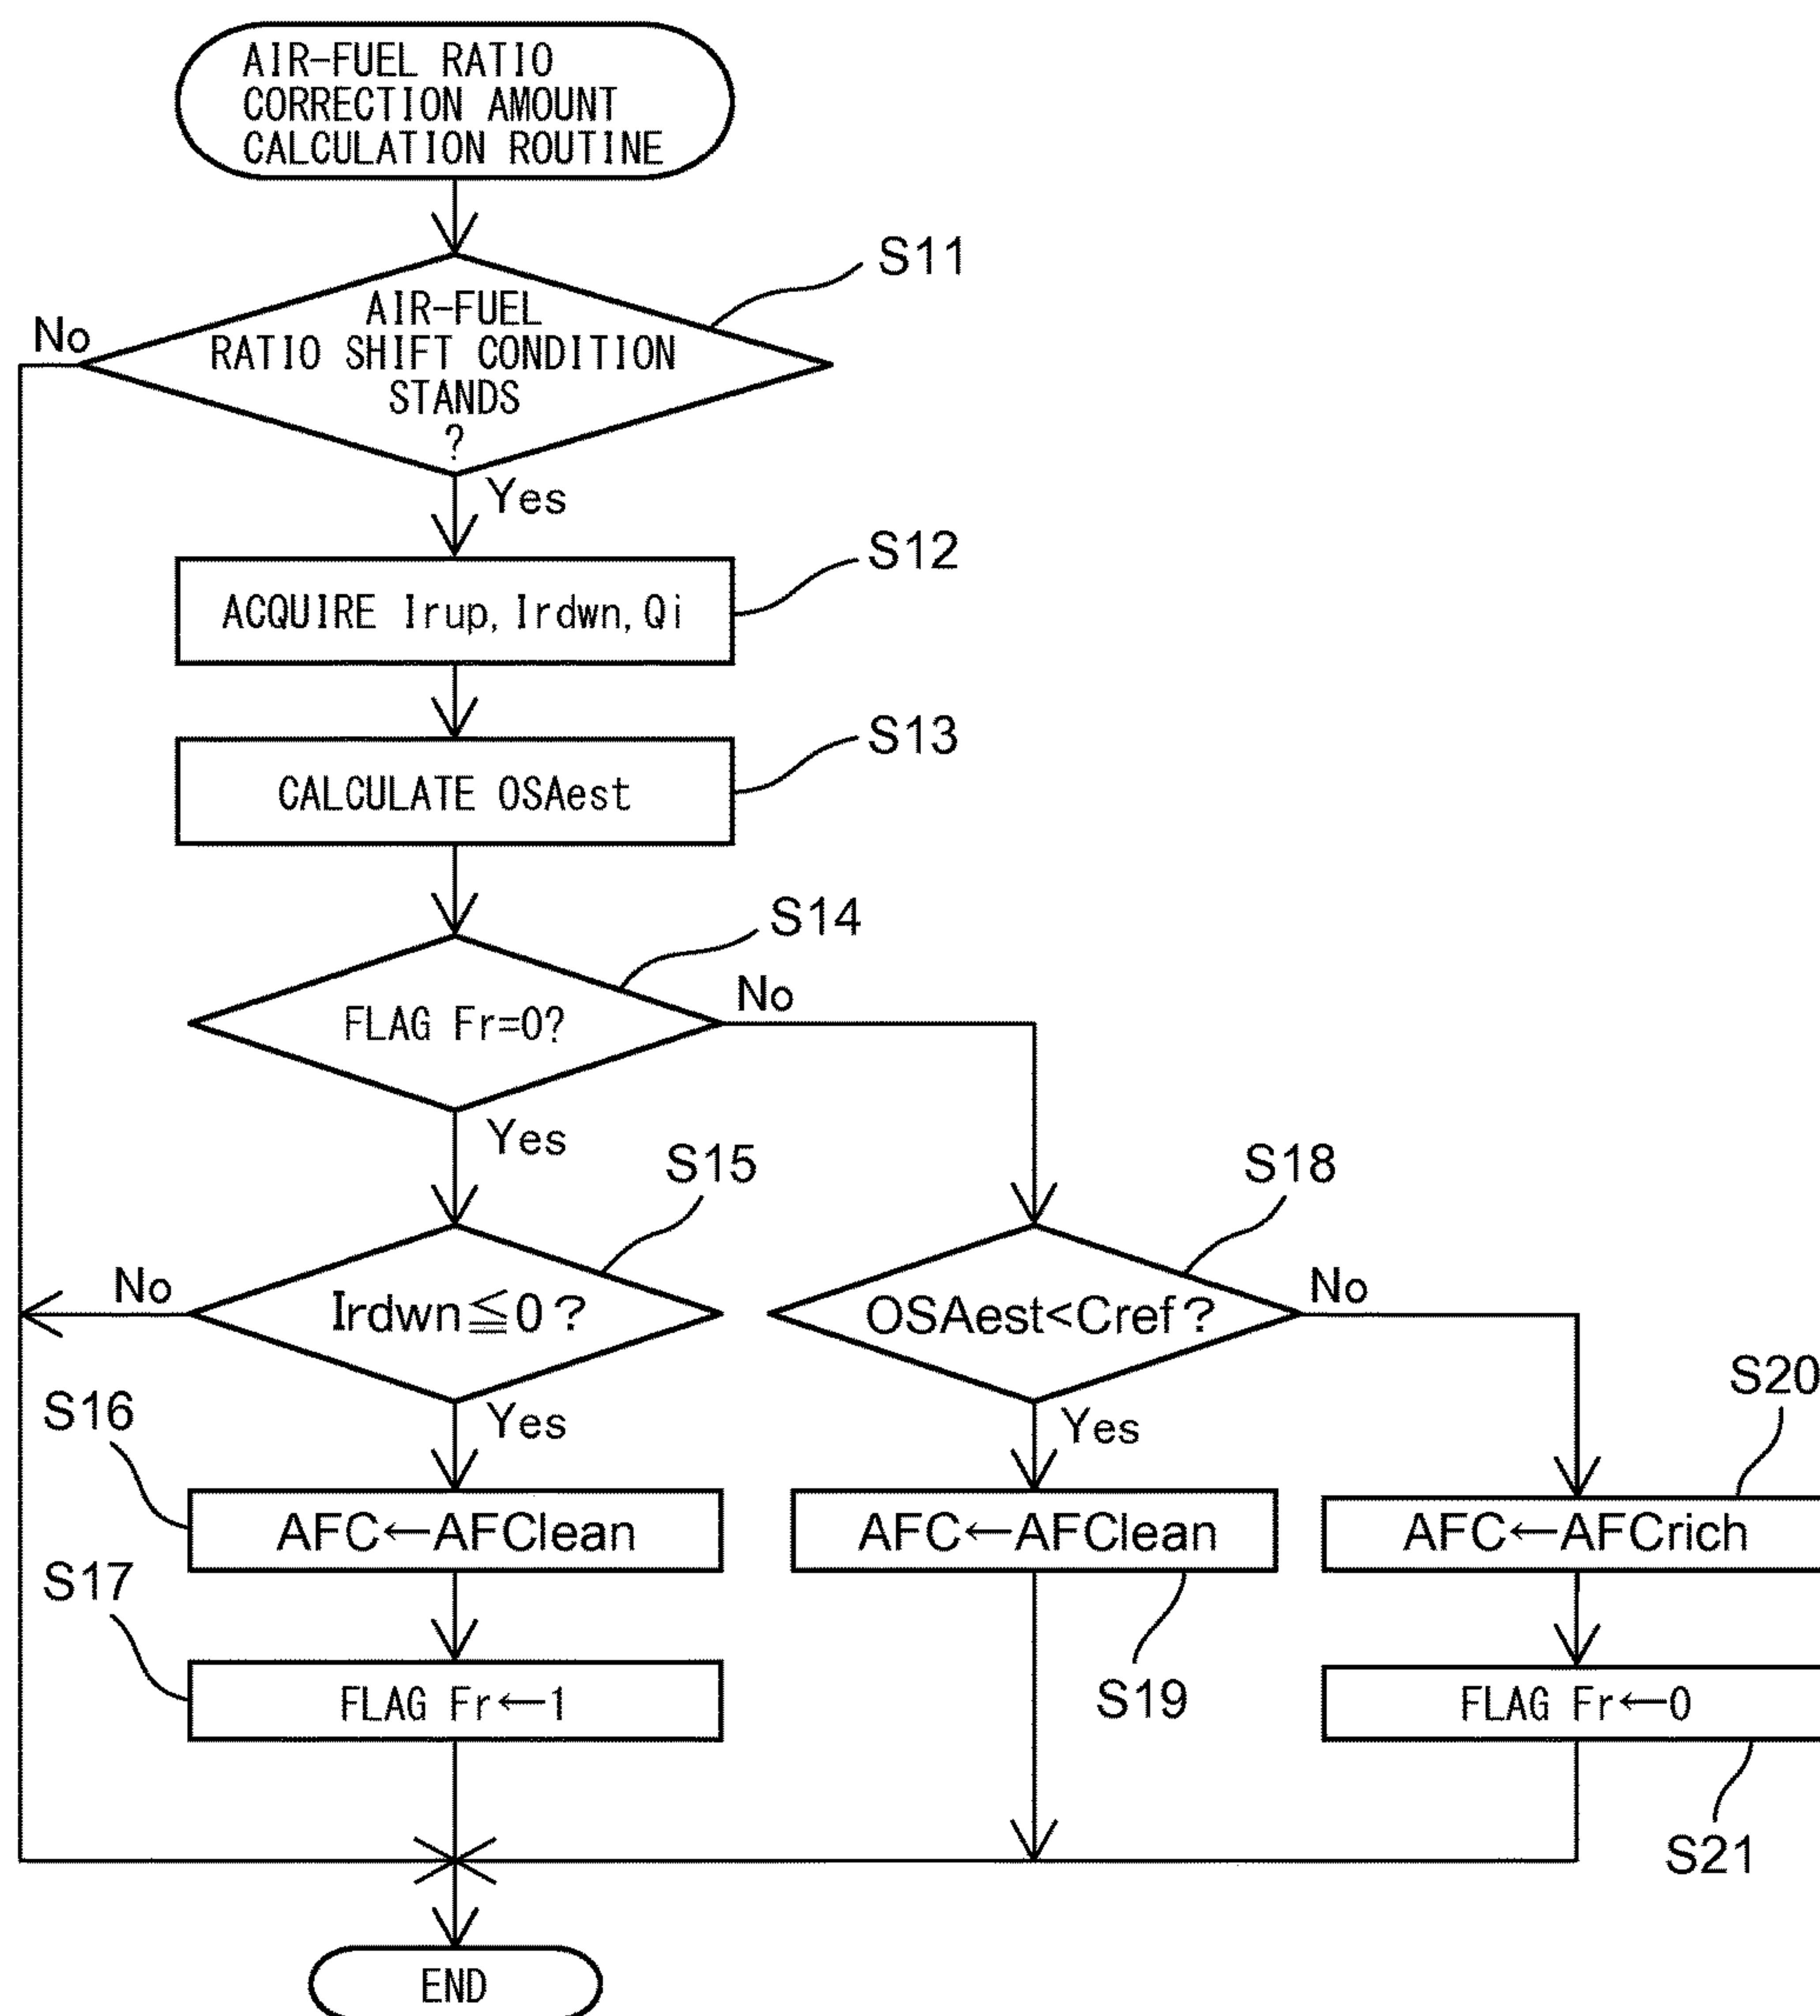 AIR-FUEL RATIO
CORRECTION AMOUNT
CALCULATION ROUTINE
S11
No
AIR-FUEL
RATIO SHIFT CONDITION
STANDS
?
Yes
S12
ACQUIRE Irup, Irdwn, Qi
S13
CALCULATE OSAest
S14
No
FLAG Fr=0?
Yes
S15
S18
No
Irdwn≦0?
OSAest<Cref?
No
S20
S16
Yes
Yes
AFC←AFClean
AFC←AFClean
AFC←AFCrich
S17
S19
FLAG Fr←1
FLAG Fr←0
S21
END